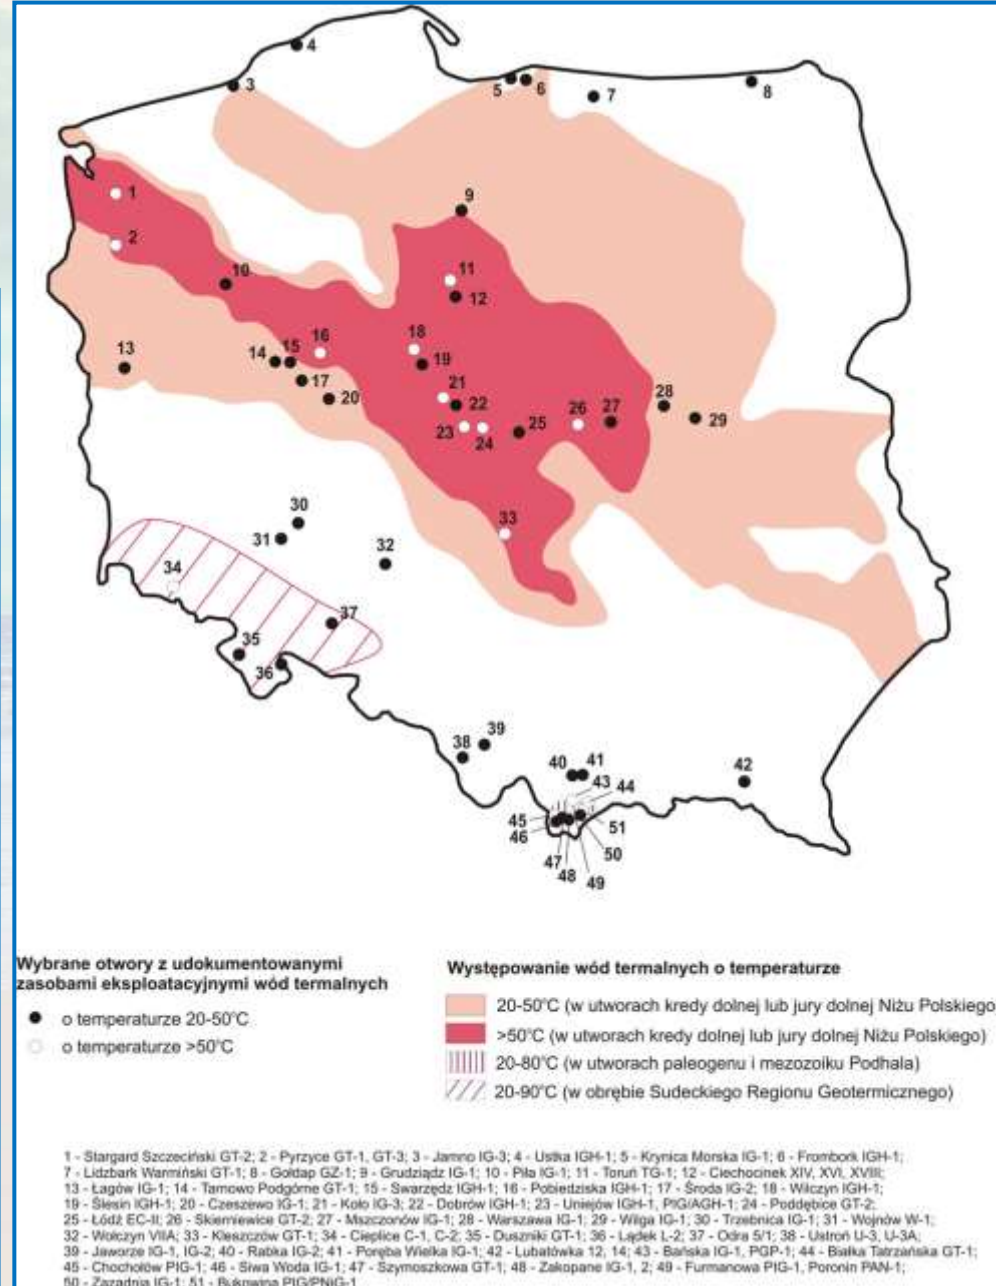 4
3
5
6
7
8
1
9
2
10
11
12
13
14
15
16
17
18
19
20
21
22
23
24
25
26
27
28
29
30
31
32
33
34
35
36
37
38
39
40
41
42
43
44
45
46
47
48
49
50
51
Wybrane otwory z udokumentowanymi
zasobami eksploatacyjnymi wód termalnych
o temperaturze 20-50°C
o temperaturze >50°C
Występowanie wód termalnych o temperaturze
20-50°C (w utworach kredy dolnej lub jury dolnej Niżu Polskiego
>50°C (w utworach kredy dolnej lub jury dolnej Niżu Polskiego)
20-80°C (w utworach paleogenu i mezozoiku Podhala)
20-90°C (w obrębie Sudeckiego Regionu Geotermicznego)
1 - Stargard Szczeciński GT-2; 2 - Pyrzyce GT-1, GT-3; 3 - Jamno IG-3; 4 - Ustka IGH-1; 5 - Krynica Morska IG-1; 6 - Frombork IGH-1;
7 - Lidzbark Warmiński GT-1; 8 - Gołdap GZ-1; 9 - Grudziądz IG-1; 10 - Piła IG-1; 11 - Toruń TG-1; 12 - Ciechocinek XIV, XVI, XVIII;
13 - Łagów IG-1; 14 - Tarnowo Podgórne GT-1; 15 - Swarzędz IGH-1; 16 - Pobiedziska IGH-1; 17 - Środa IG-2; 18 - Wilczyn IGH-1;
19 - Ślesin IGH-1; 20 - Czeszewo IG-1; 21 - Koło IG-3; 22 - Dobrów IGH-1; 23 - Uniejów IGH-1, PIG/AGH-1; 24 - Poddębice GT-2;
25 - Łódź EC-II; 26 - Skierniewice GT-2; 27 - Mszczonów IG-1; 28 - Warszawa IG-1; 29 - Wilga IG-1; 30 - Trzebnica IG-1; 31 - Wojnów W-1;
32 - Wołczyn VIIA; 33 - Kleszczów GT-1; 34 - Cieplice C-1, C-2; 35 - Duszniki GT-1; 36 - Lądek L-2; 37 - Odra 5/1; 38 - Ustroń U-3, U-3A;
39 - Jaworze IG-1, IG-2; 40 - Rabka IG-2; 41 - Poręba Wielka IG-1; 42 - Lubatówka 12, 14; 43 - Bańska IG-1, PGP-1; 44 - Białka Tatrzańska GT-1;
45 - Chochołów PIG-1; 46 - Siwa Woda IG-1; 47 - Szymoszkowa GT-1; 48 - Zakopane IG-1, 2; 49 - Furmanowa PIG-1, Poronin PAN-1;
50 - Zazadnia IG-1; 51 - Bukowina PIG/PNiG-1